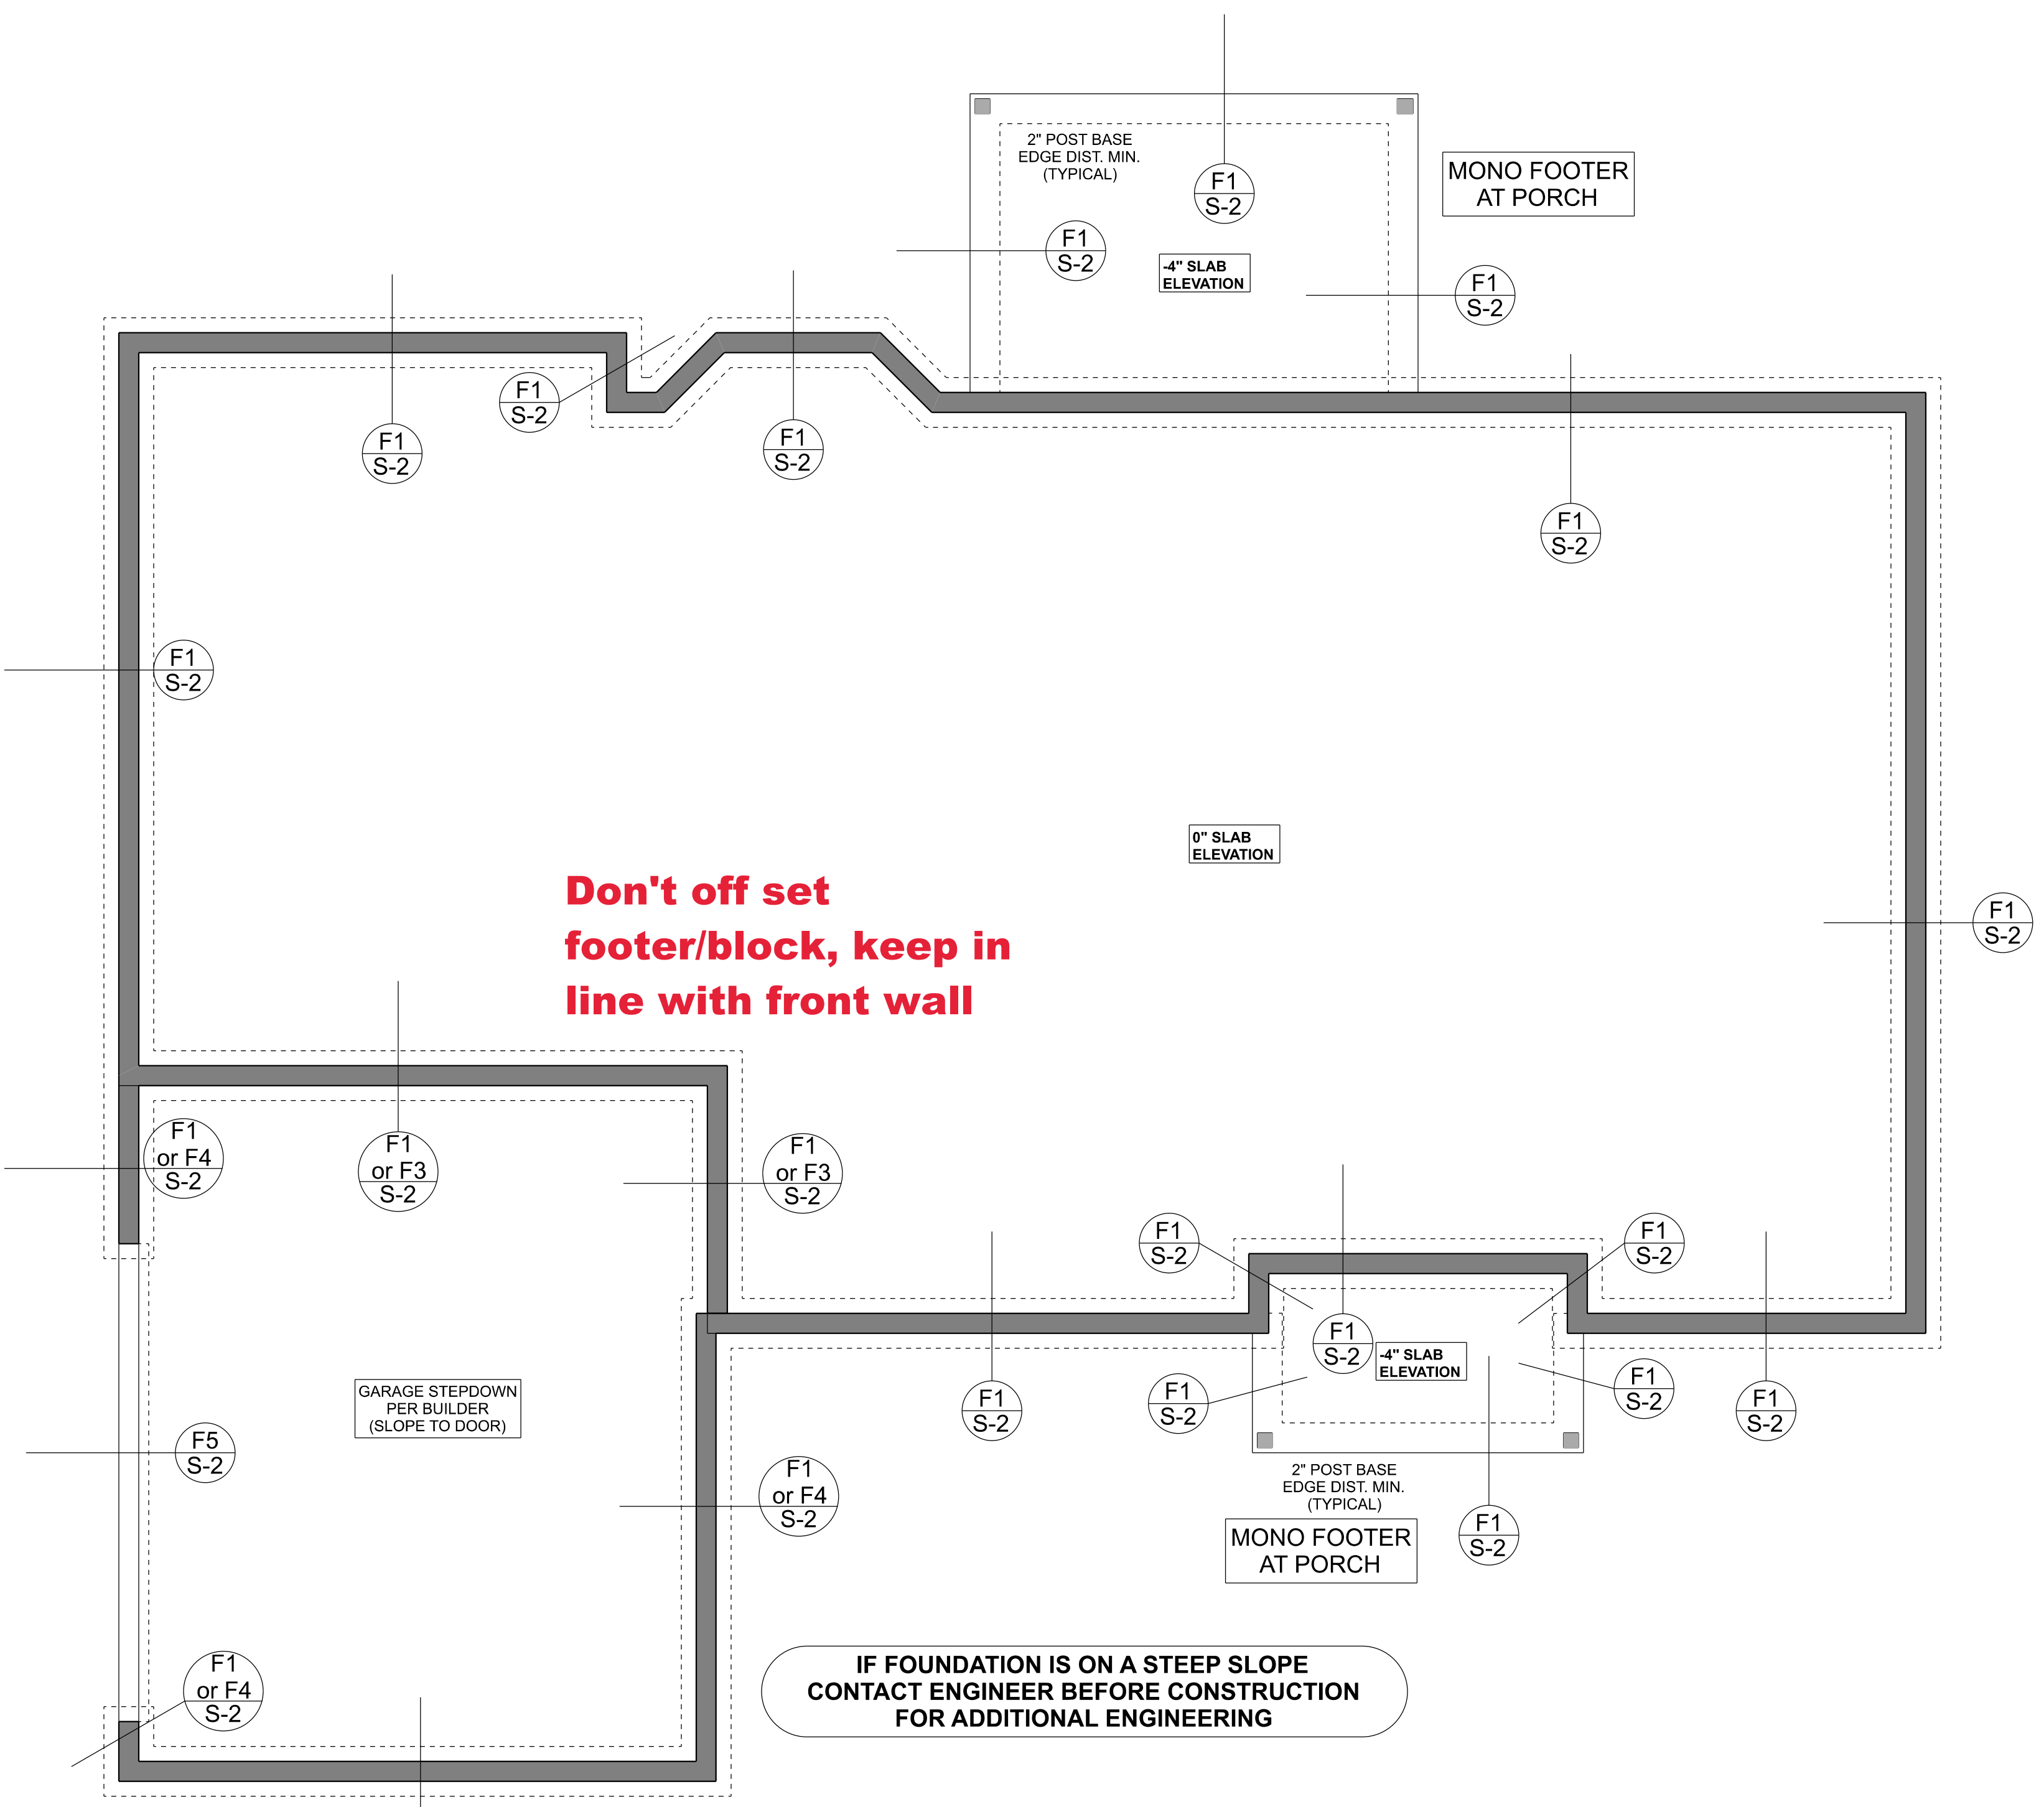 2" POST BASE
EDGE DIST. MIN.
(TYPICAL)
F1
S-2
MONO FOOTER
AT PORCH
F1
S-2
-4" SLAB
ELEVATION
F1
S-2
F1
S-2
F1
S-2
F1
S-2
F1
S-2
F1
S-2
0" SLAB
ELEVATION
Don't off set
footer/block, keep in
line with front wall
F1
S-2
F1
or F4
S-2
F1
or F3
S-2
F1
or F3
S-2
F1
S-2
F1
S-2
F1
S-2
-4" SLAB
ELEVATION
F1
S-2
F1
S-2
F1
S-2
F1
S-2
GARAGE STEPDOWN
PER BUILDER
(SLOPE TO DOOR)
F5
S-2
F1
or F4
S-2
2" POST BASE
EDGE DIST. MIN.
(TYPICAL)
MONO FOOTER
AT PORCH
F1
S-2
F1
or F4
S-2
IF FOUNDATION IS ON A STEEP SLOPE
CONTACT ENGINEER BEFORE CONSTRUCTION
FOR ADDITIONAL ENGINEERING